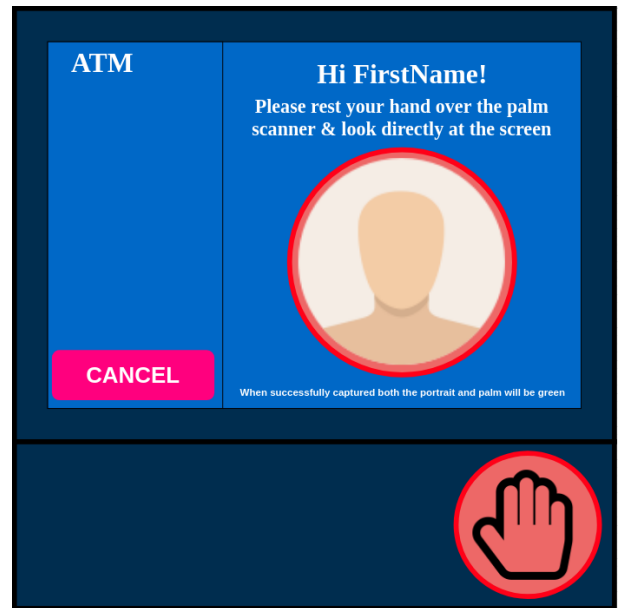 ATM
Hi FirstName!
Please rest your hand over the palm
scanner & look directly at the screen
CANCEL
When successfully captured both the portrait and palm will be green